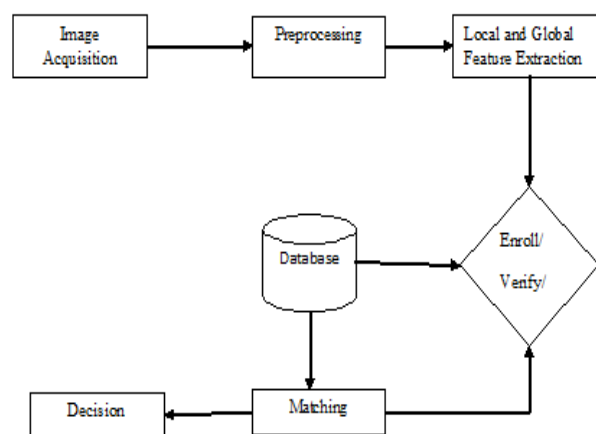 Image
Acquisition
Preprocessing
Local and Global
Feature Extraction
Enroll/
Verify/
Database
Matching
Decision